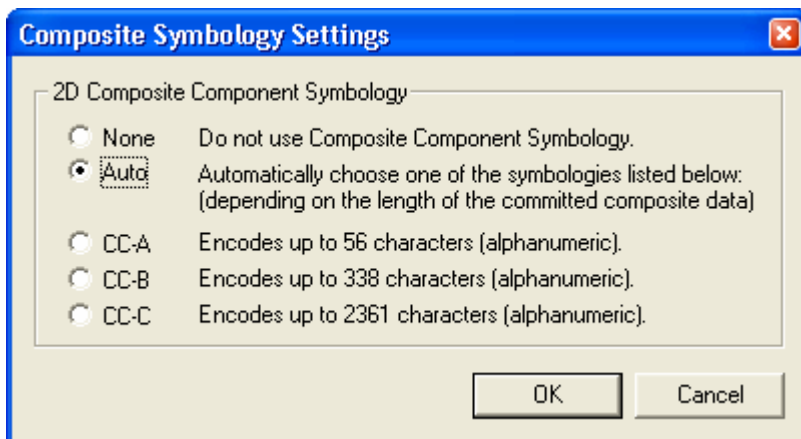 Composite Symbology Settings
2D Composite Component Symbology
None Do not use Composite Component Symbology.
Auto Automatically choose one of the symbologies listed below:
(depending on the length of the committed composite data)
CC-A Encodes up to 56 characters (alphanumeric).
CC-B Encodes up to 338 characters (alphanumeric).
CC-C Encodes up to 2361 characters (alphanumeric).
OK Cancel